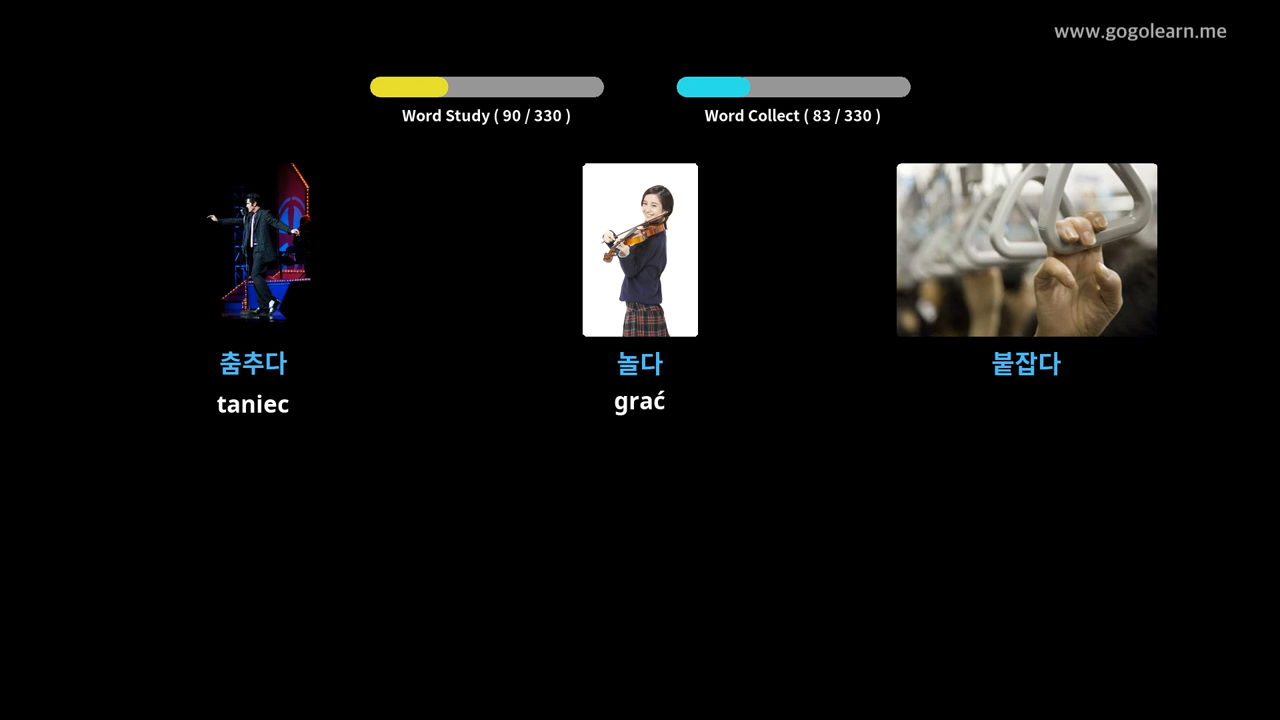 www.gogolearn.me
Word Study ( 90 / 330 )
Word Collect ( 83 / 330 )
춤추다
놀다
붙잡다
taniec
grać